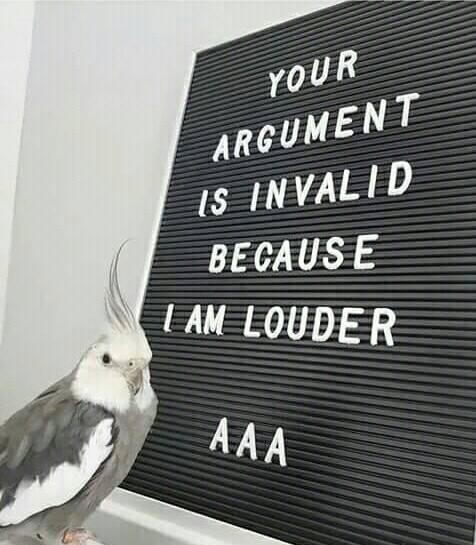 YOUR
ARGUMENT
IS INVALID
BECAUSE
I AM LOUDER
AAA